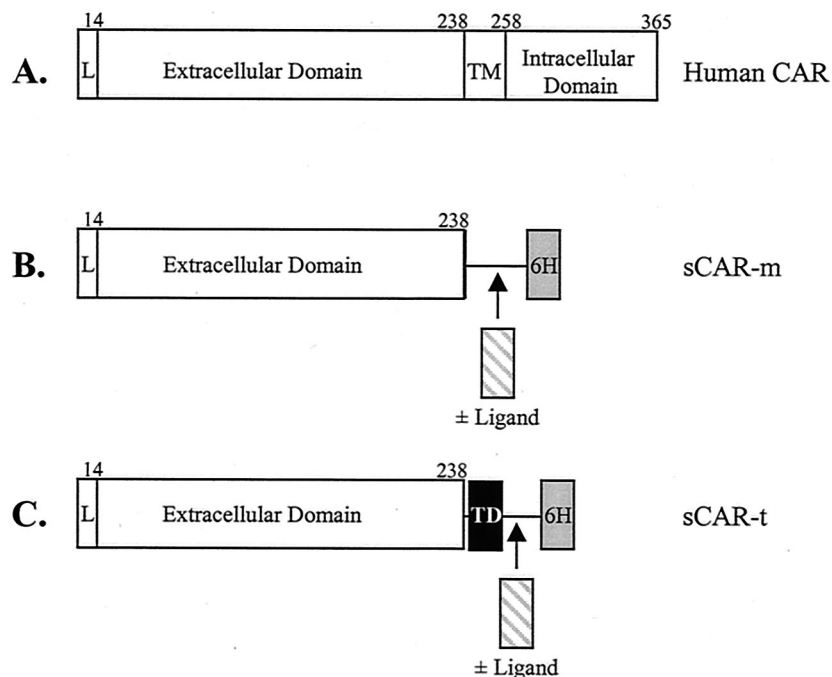 14 238 258 365
A. L Extracellular Domain TM Intracellular Domain Human CAR
14 238
B. L Extracellular Domain 6H sCAR-m
± Ligand
14 238
C. L Extracellular Domain TD 6H sCAR-t
± Ligand